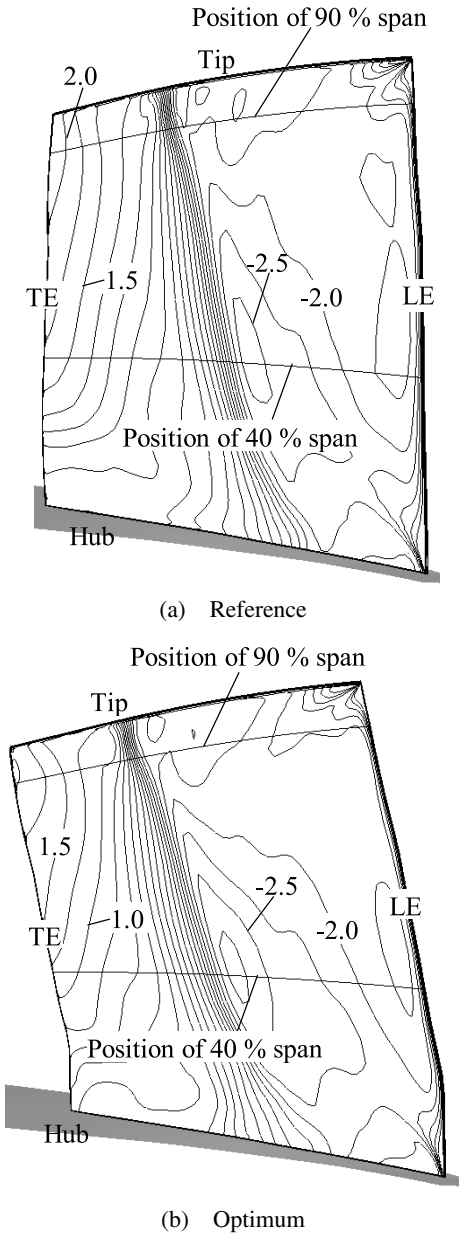 Position of 90 % span
Tip
2.0
-2.5
1.5
-2.0
TE
LE
Position of 40 % span
Hub
(a) Reference
Position of 90 % span
Tip
1.5
-2.5
LE
1.0
-2.0
TE
Position of 40 % span
Hub
(b) Optimum